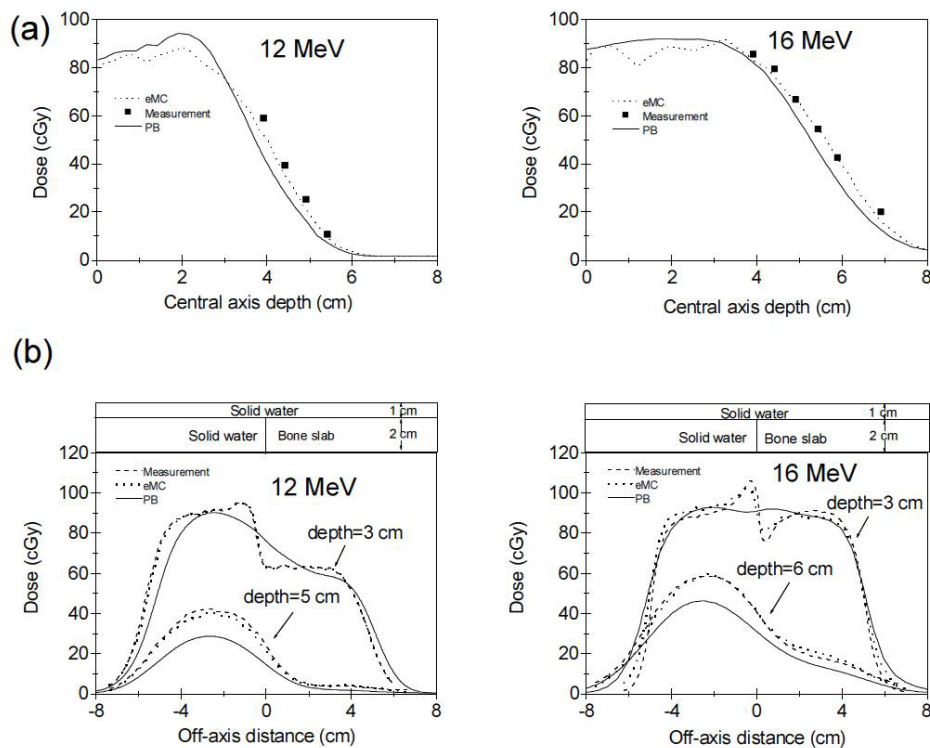 (a)
100
80
60
40
20
0
Dose (cGy)
12 MeV
eMC
Measurement
PB
0 2 4 6 8
Central axis depth (cm)
100
80
60
40
20
0
Dose (cGy)
16 MeV
eMC
Measurement
PB
0 2 4 6 8
Central axis depth (cm)
(b)
Solid water 1 cm
Solid water Bone slab 2 cm
120
100
80
60
40
20
0
Dose (cGy)
Measurement
eMC
PB
12 MeV
depth=3 cm
depth=5 cm
-8 -4 0 4 8
Off-axis distance (cm)
Solid water 1 cm
Solid water Bone slab 2 cm
120
100
80
60
40
20
0
Dose (cGy)
Measurement
eMC
PB
16 MeV
depth=3 cm
depth=6 cm
-8 -6 -4 -2 0 2 4 6 8
Off-axis distance (cm)